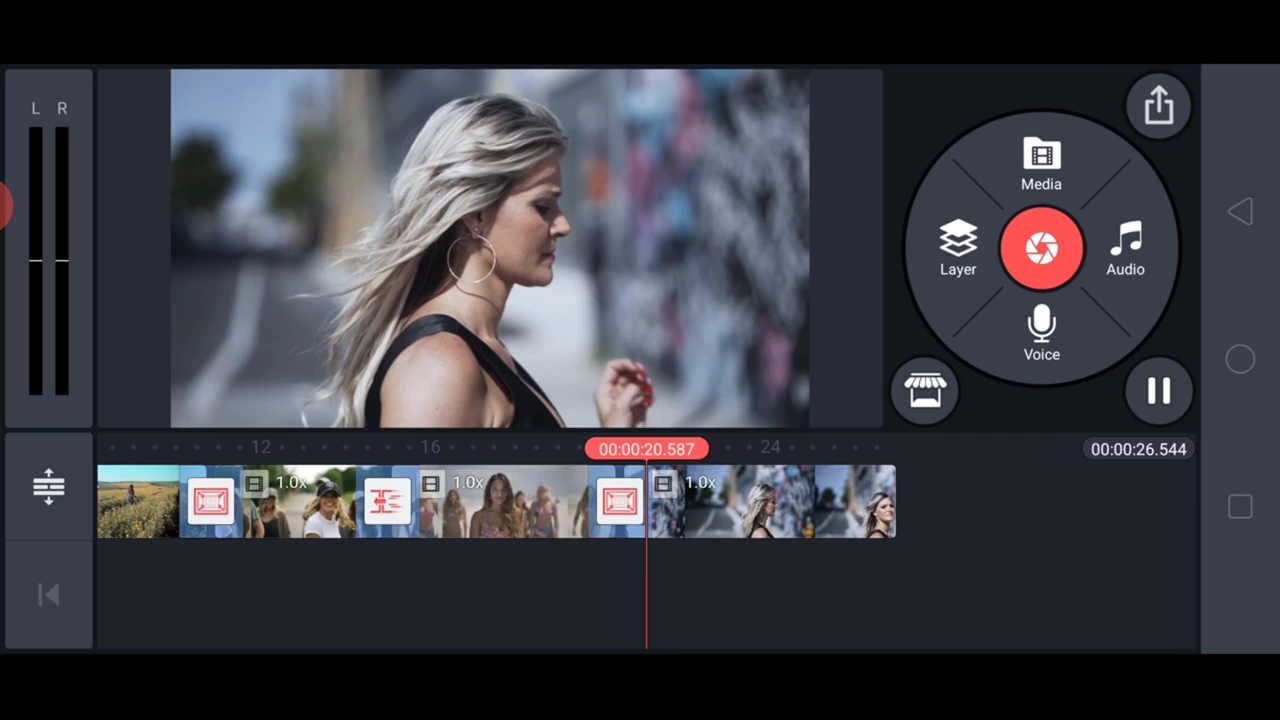 L R
Media
Layer
Audio
Voice
12
16
00:00:20.587
24
00:00:26.544
1.0x
1.0x
1.0x